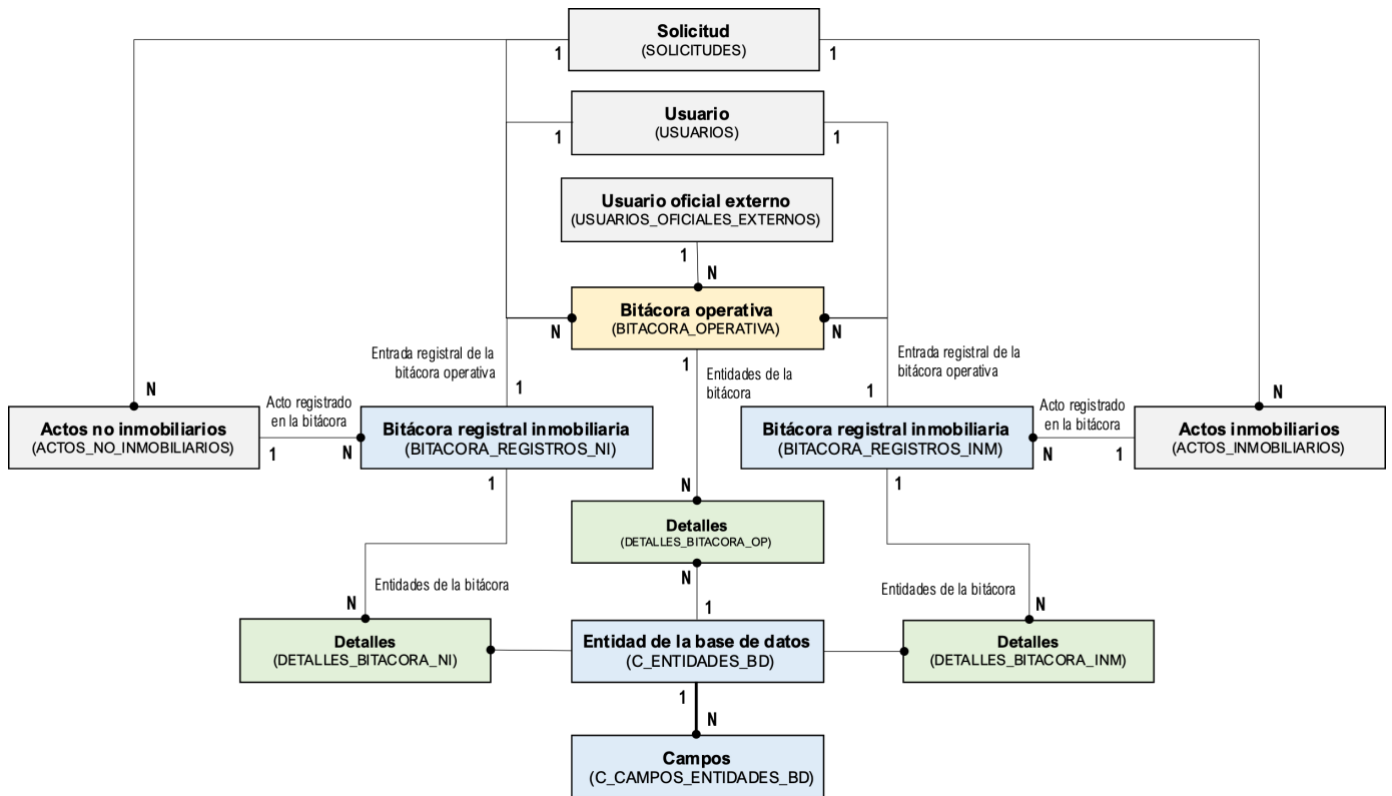 Solicitud
(SOLICITUDES)
1
1
Usuario
(USUARIOS)
1
1
Usuario oficial externo
(USUARIOS_OFICIALES_EXTERNOS)
1
N
Bitácora operativa
(BITACORA_OPERATIVA)
N
N
Entrada registral de la
bitácora operativa
1
Entidades de la
bitácora
Entrada registral de la
bitácora operativa
1
1
N
N
Actos no inmobiliarios
(ACTOS_NO_INMOBILIARIOS)
Acto registrado
en la bitácora
1
N
Bitácora registral inmobiliaria
(BITACORA_REGISTROS_NI)
Bitácora registral inmobiliaria
(BITACORA_REGISTROS_INM)
Acto registrado
en la bitácora
N
1
Actos inmobiliarios
(ACTOS_INMOBILIARIOS)
1
N
1
Detalles
(DETALLES_BITACORA_OP)
N
1
Entidades de la bitácora
N
Entidades de la bitácora
N
Detalles
(DETALLES_BITACORA_NI)
Entidad de la base de datos
(C_ENTIDADES_BD)
Detalles
(DETALLES_BITACORA_INM)
1
N
Campos
(C_CAMPOS_ENTIDADES_BD)